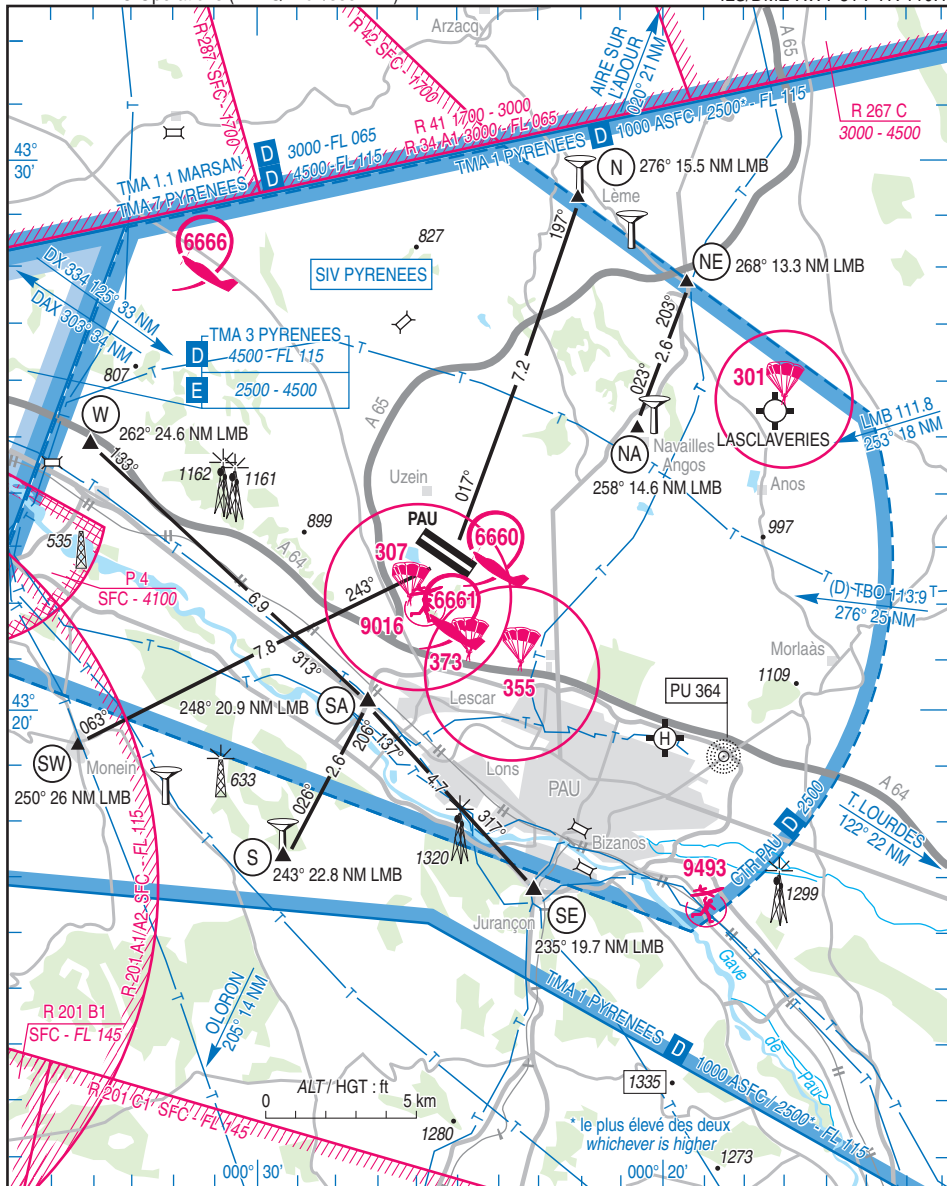 Arzacq
A 65
R 287 SFC - 1700
R 42 SFC - 1700
AIRE SUR
L'ADOUR
020° 21 NM
R 41 1700 - 3000
R 34 A1 3000 - FL 065
R 267 C
3000 - 4500
TMA 1 PYRENEES D 1000 ASFC / 2500* - FL 115
TMA 1.1 MARSAN D 3000 - FL 065
TMA 7 PYRENEES D 4500 - FL 115
43°
30'
N
276° 15.5 NM LMB
Lème
197°
6666
827
SIV PYRENEES
NE
268° 13.3 NM LMB
DX 334 125° 33 NM
DAX 303° 34 NM
TMA 3 PYRENEES
D 4500 - FL 115
E 2500 - 4500
807
7.2
203°
2.6
023°
301
LASCLAVERIES
LMB 111.8
253° 18 NM
W
262° 24.6 NM LMB
133°
A 65
NA
Navailles
Angos
258° 14.6 NM LMB
1162
1161
Uzein
017°
Anos
899
997
535
A 64
PAU
6660
P 4
SFC - 4100
307
243°
6661
9016
373
355
(D) TBO 113.9
276° 25 NM
6.9
7.8
313°
Morlaàs
1109
43°
20'
248° 20.9 NM LMB
SA
Lescar
PU 364
063°
206°
137°
H
SW
Monein
250° 26 NM LMB
633
2.6
026°
4.7
Lons
PAU
A 64
T. LOURDES
122° 22 NM
317°
CTR PAU D 2500
S
243° 22.8 NM LMB
1320
Bizanos
9493
1299
R 201 A1/A2 SFC - FL 115
Jurançon
SE
235° 19.7 NM LMB
Gave
de
Pau
R 201 B1
SFC - FL 145
OLORON
205° 14 NM
TMA 1 PYRENEES D 1000 ASFC / 2500* - FL 115
R 201 C1 SFC - FL 145
ALT / HGT : ft
0 5 km
1335
1280
* le plus élevé des deux
whichever is higher
1273
000° 30'
000° 20'